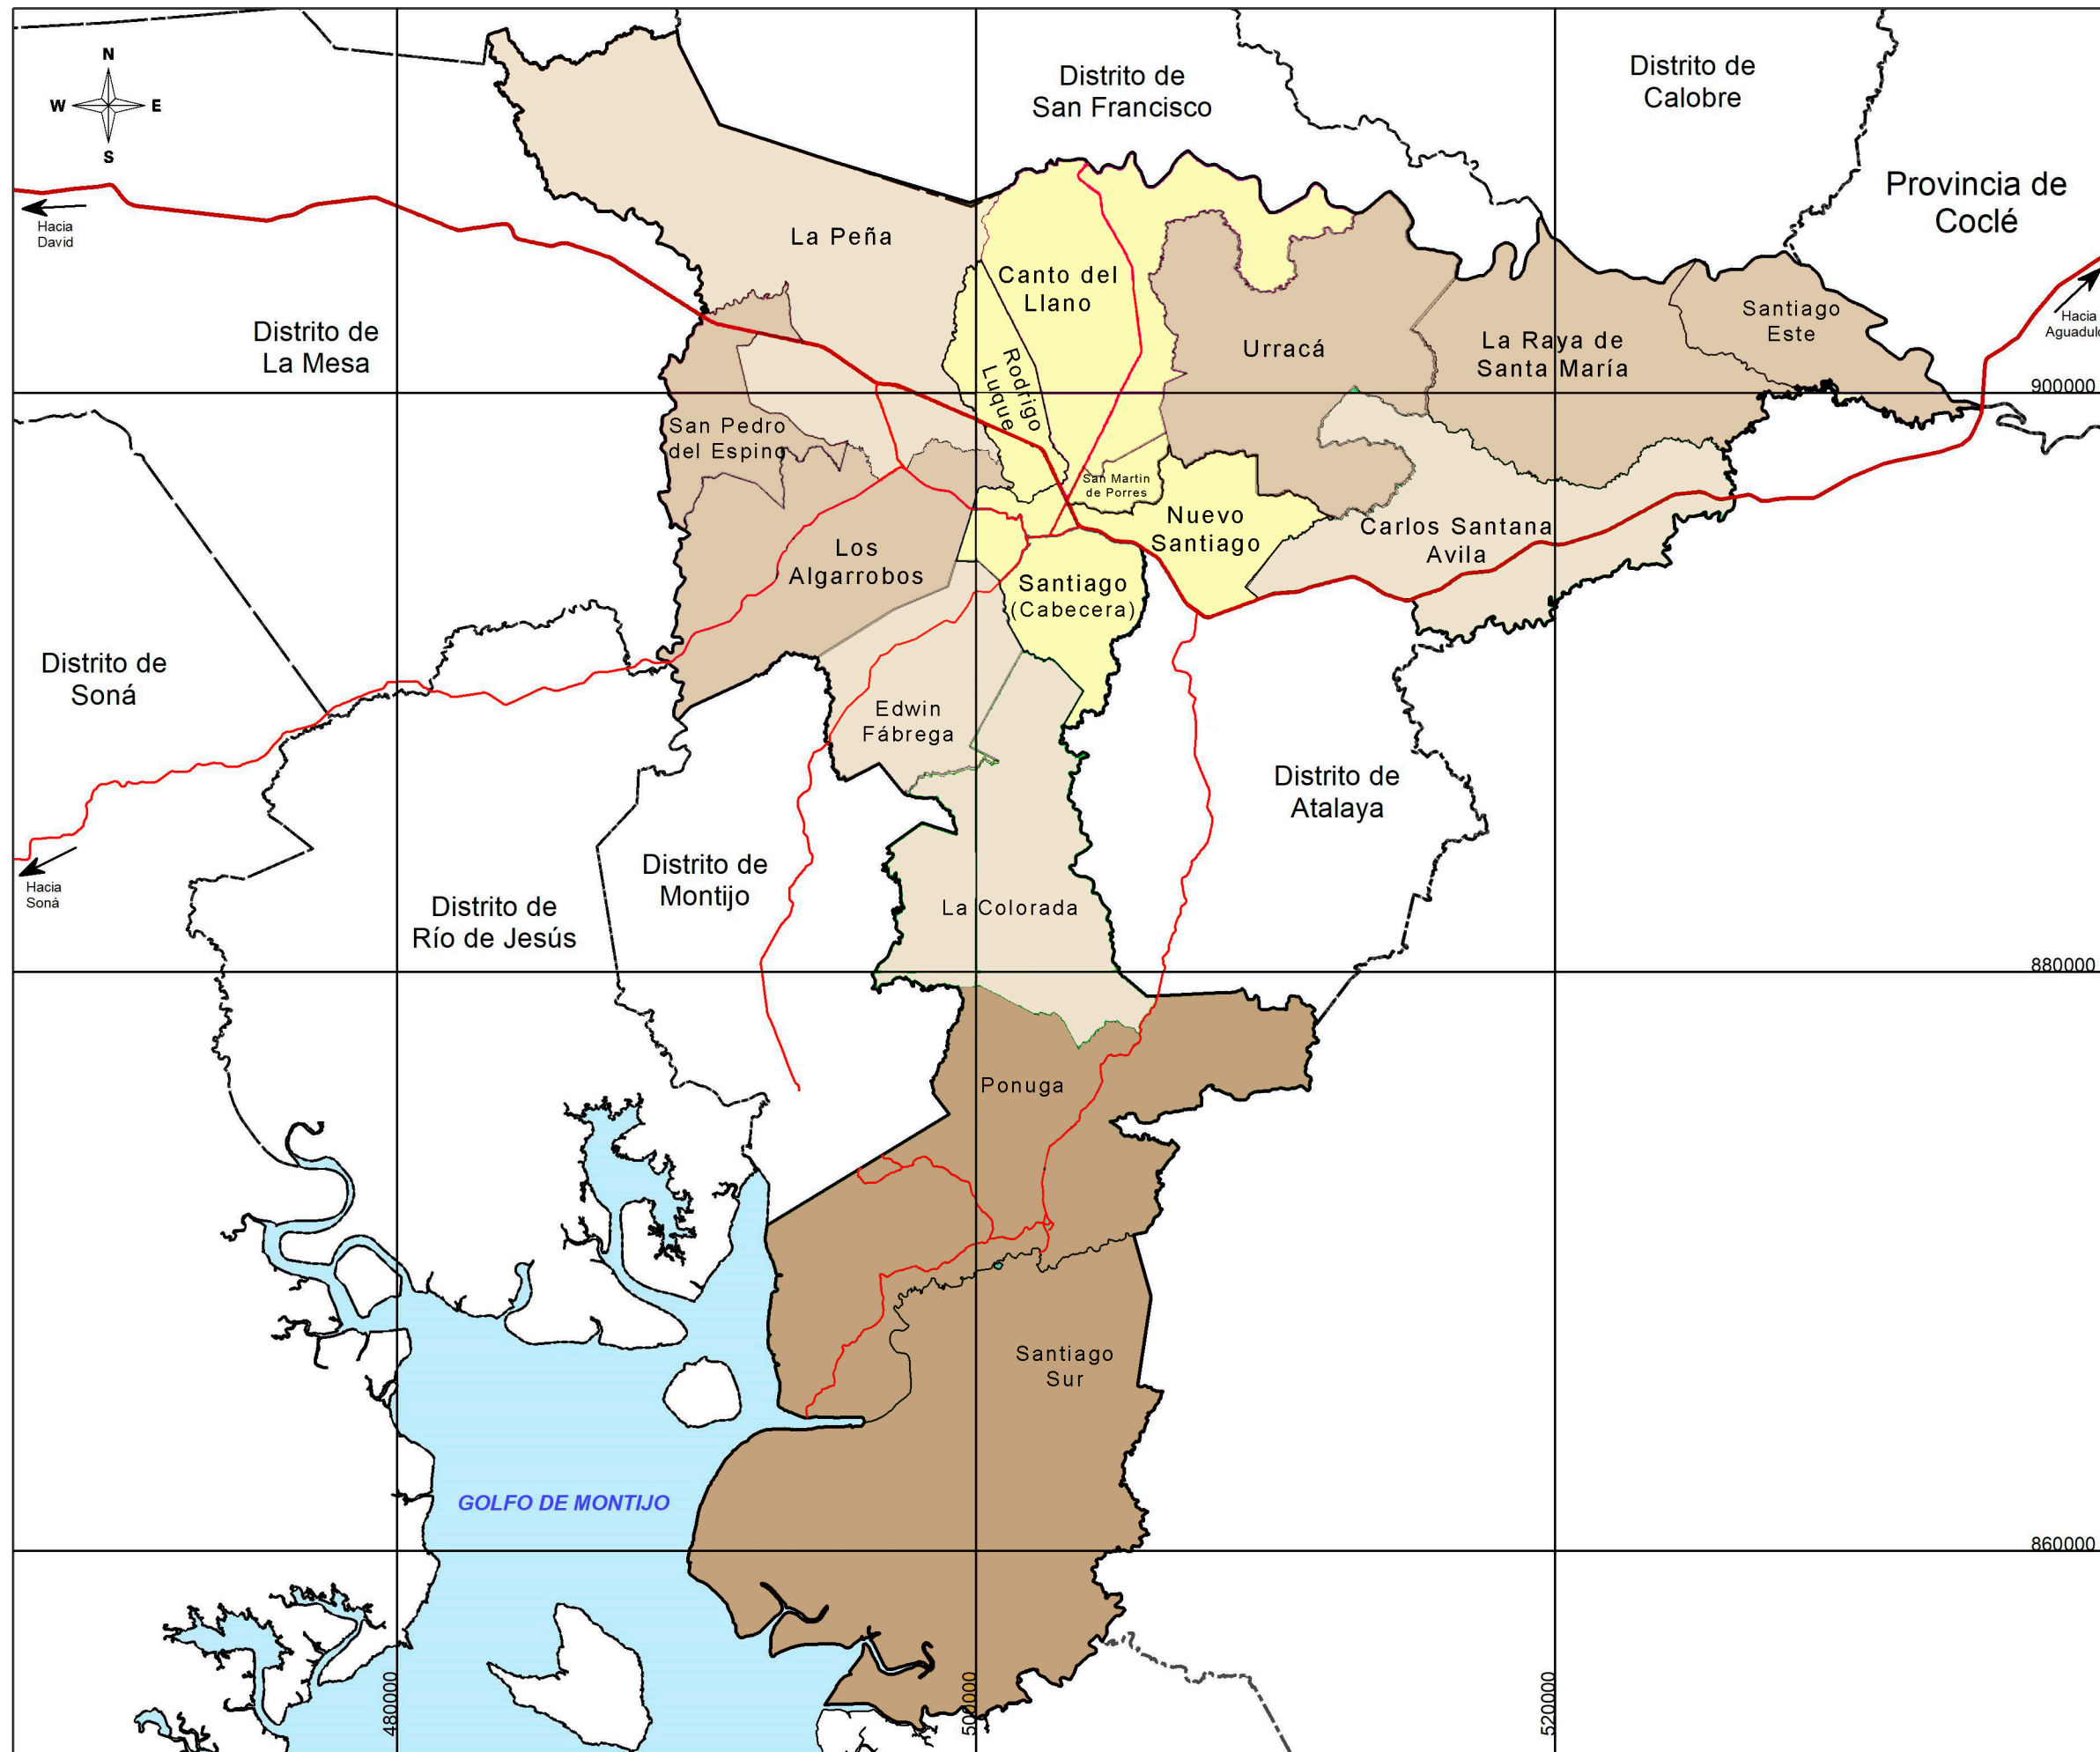 N
W E
S
Distrito de
San Francisco
Distrito de
Calobre
Provincia de
Coclé
Hacia
David
La Peña
Canto del
Llano
Rodrigo
Luque
Urracá
La Raya de
Santa María
Santiago
Este
Hacia
Aguadulc
Distrito de
La Mesa
900000
San Pedro
del Espino
San Martín
de Porres
Nuevo
Santiago
Carlos Santana
Avila
Los
Algarrobos
Santiago
(Cabecera)
Distrito de
Soná
Edwin
Fábrega
Distrito de
Atalaya
Hacia
Soná
Distrito de
Montijo
Distrito de
Río de Jesús
La Colorada
880000
Ponuga
Santiago
Sur
GOLFO DE MONTIJO
860000
480000
500000
520000